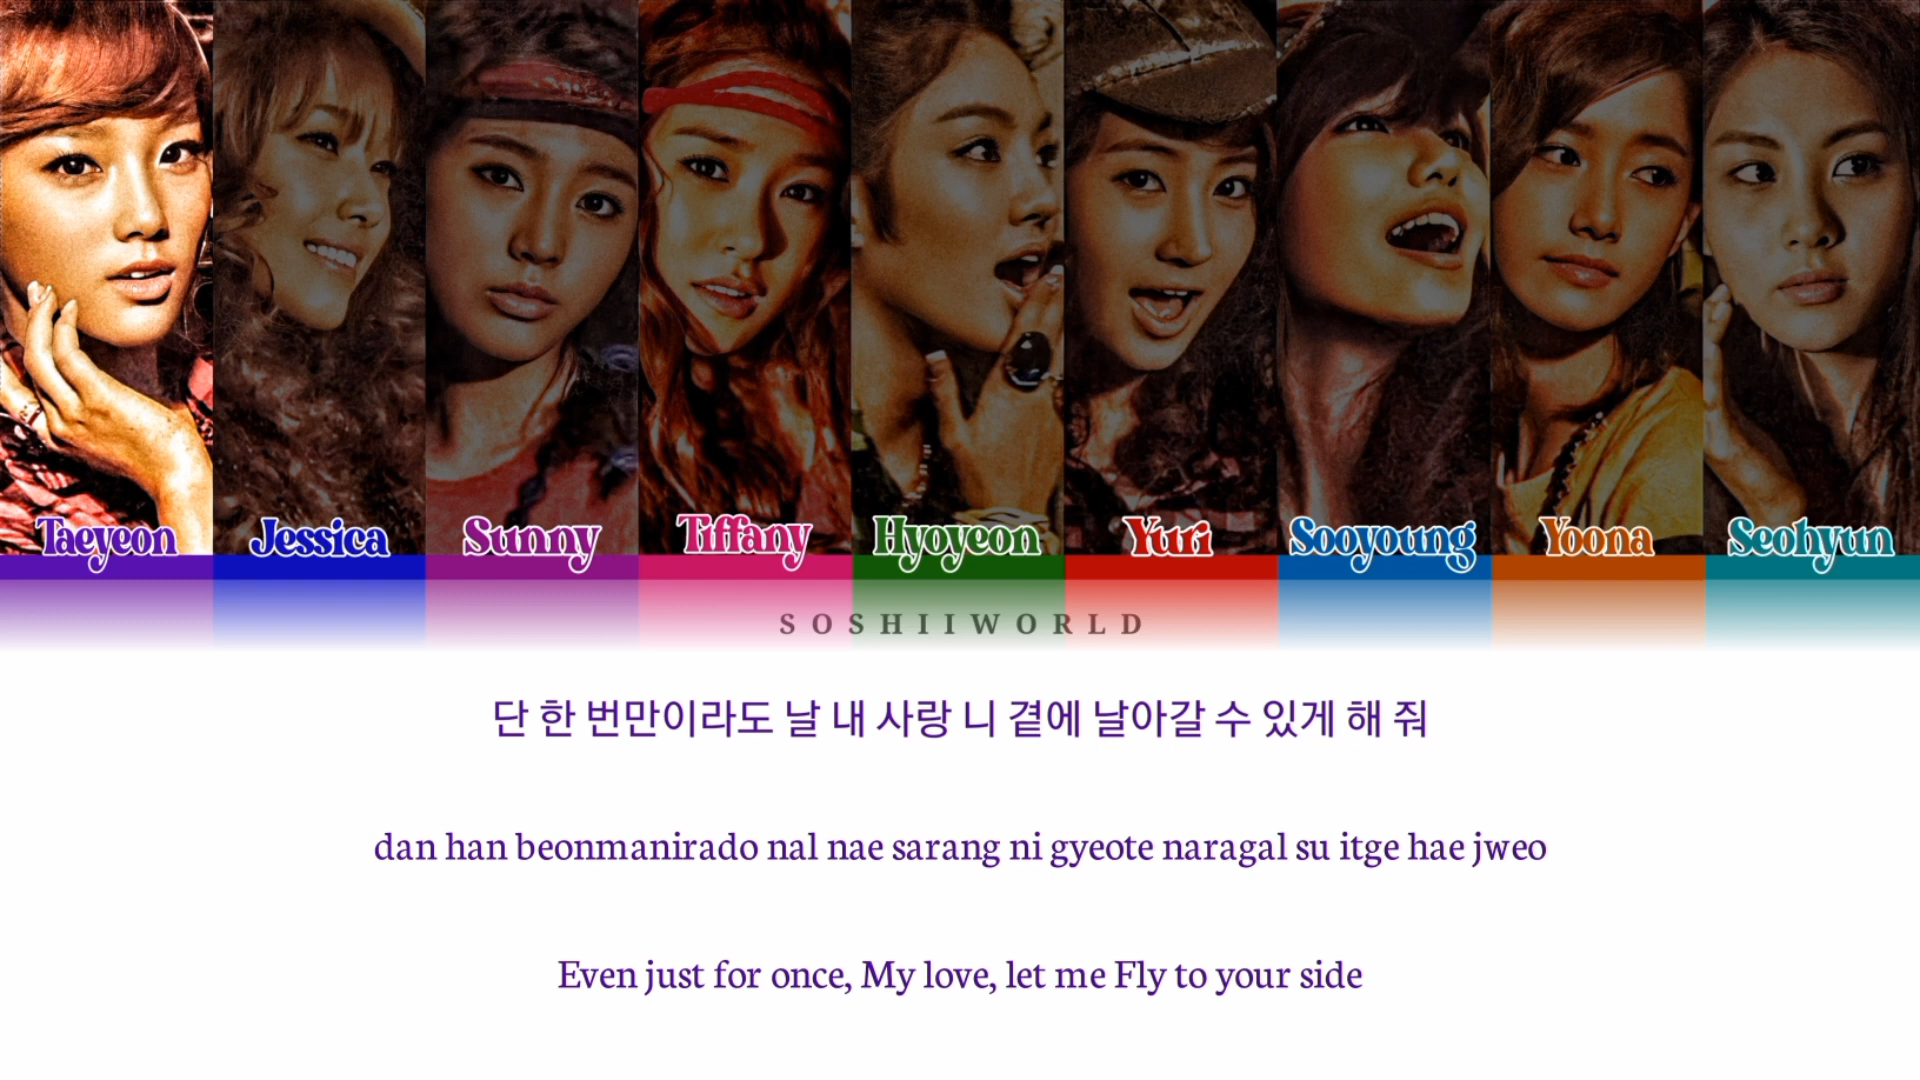 Taeyeon Jessica Sunny Tiffany Hyoyeon Yuri Sooyoung Yoona Seohyun
SOSHIIWORLD
단 한 번만이라도 날 내 사랑 니 곁에 날아갈 수 있게 해 줘
dan han beonmanirado nal nae sarang ni gyeote naragal su itge hae jweo
Even just for once, My love, let me Fly to your side